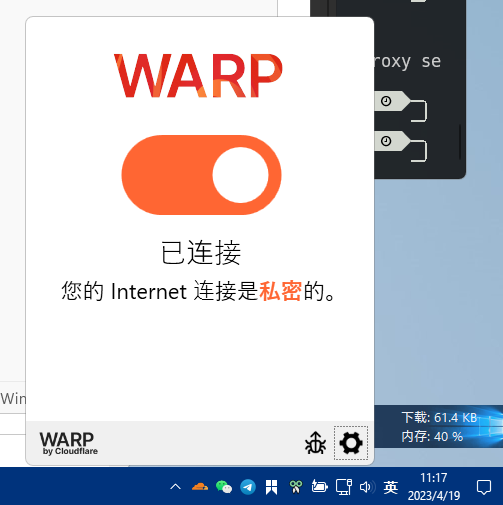 WARP
roxy se
已连接
您的 Internet 连接是私密的。
Win
WARP
by Cloudflare
下载: 61.4 KB
内存: 40 %
英
11:17
2023/4/19